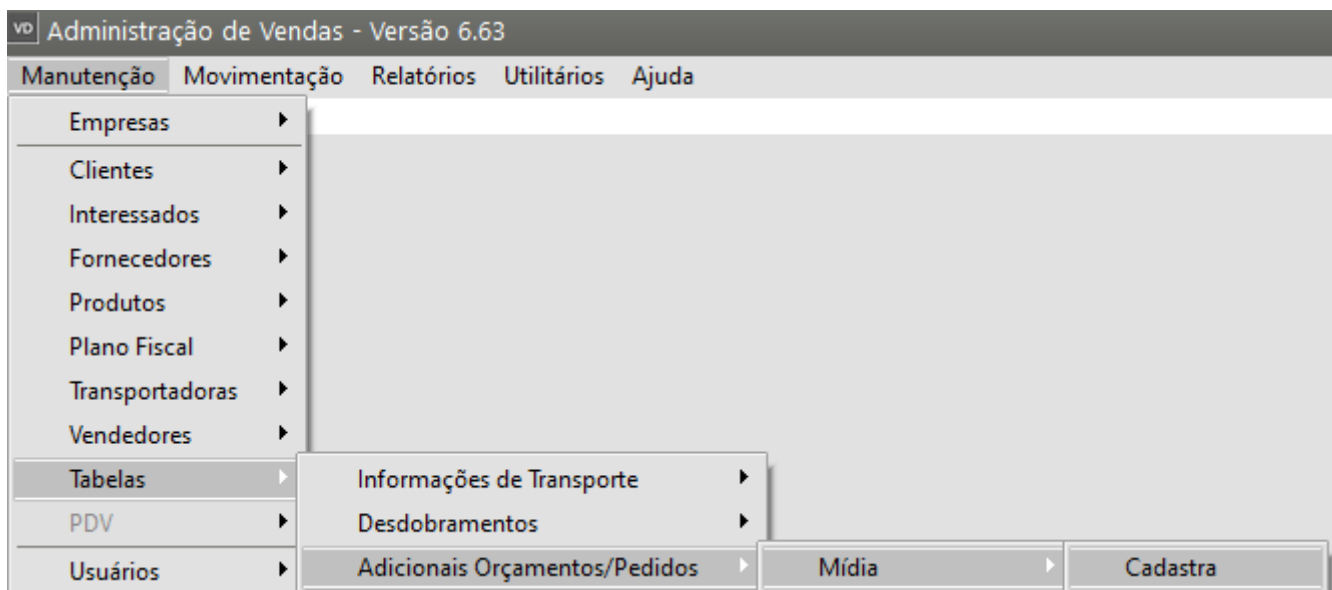 VD Administração de Vendas - Versão 6.63
Manutenção Movimentação Relatórios Utilitários Ajuda
Empresas
Clientes
Interessados
Fornecedores
Produtos
Plano Fiscal
Transportadoras
Vendedores
Tabelas Informações de Transporte
PDV Desdobramentos
Usuários Adicionais Orçamentos/Pedidos Mídia Cadastra